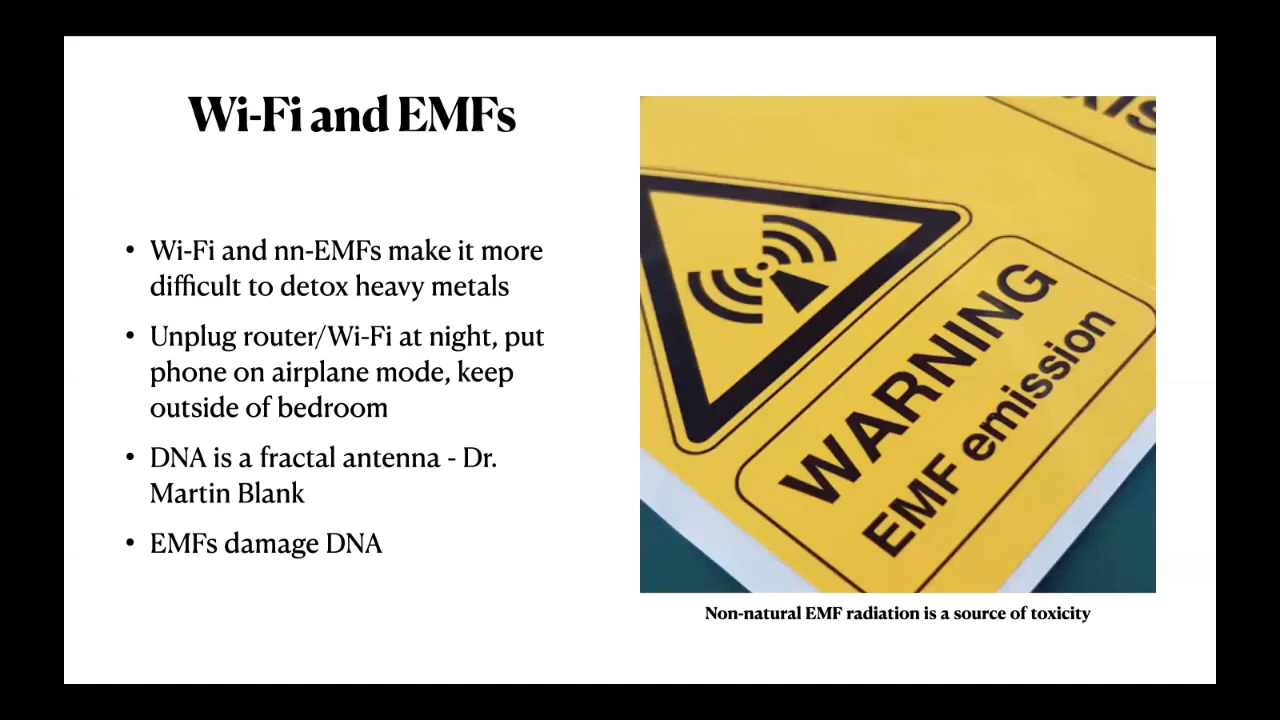 Wi-Fi and EMFs
• Wi-Fi and nn-EMFs make it more
difficult to detox heavy metals
• Unplug router/Wi-Fi at night, put
phone on airplane mode, keep
outside of bedroom
• DNA is a fractal antenna - Dr.
Martin Blank
• EMFs damage DNA
WARNING
EMF emission
Non-natural EMF radiation is a source of toxicity